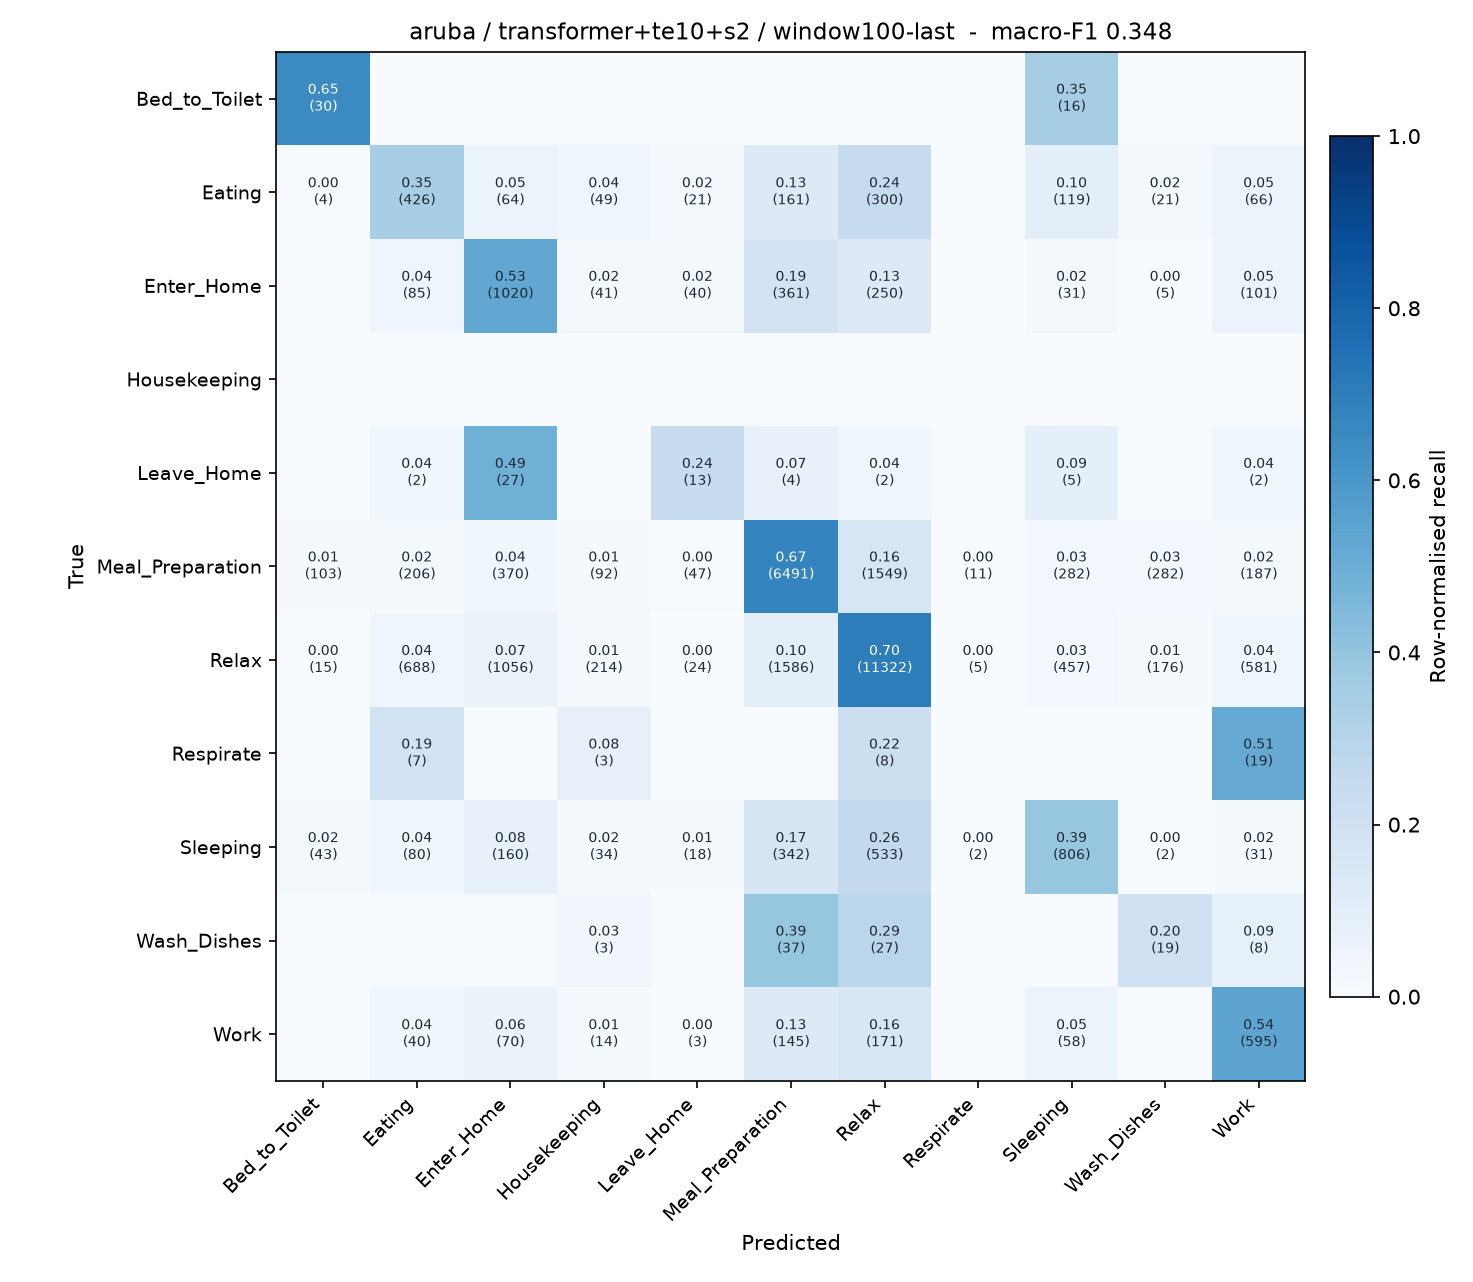 aruba / transformer+te10+s2 / window100-last - macro-F1 0.348
True
Bed_to_Toilet
0.65 0.35
(30) (16)
Eating
0.00 0.35 0.05 0.04 0.02 0.13 0.24 0.10 0.02 0.05
(4) (426) (64) (49) (21) (161) (300) (119) (21) (66)
Enter_Home
0.04 0.53 0.02 0.02 0.19 0.13 0.02 0.00 0.05
(85) (1020) (41) (40) (361) (250) (31) (5) (101)
Housekeeping
Leave_Home
0.04 0.49 0.24 0.07 0.04 0.09 0.04
(2) (27) (13) (4) (2) (5) (2)
Meal_Preparation
0.01 0.02 0.04 0.01 0.00 0.67 0.16 0.00 0.03 0.03 0.02
(103) (206) (370) (92) (47) (6491) (1549) (11) (282) (282) (187)
Relax
0.00 0.04 0.07 0.01 0.00 0.10 0.70 0.00 0.03 0.01 0.04
(15) (688) (1056) (214) (24) (1586) (11322) (5) (457) (176) (581)
Respirate
0.19 0.08 0.22 0.51
(7) (3) (8) (19)
Sleeping
0.02 0.04 0.08 0.02 0.01 0.17 0.26 0.00 0.39 0.00 0.02
(43) (80) (160) (34) (18) (342) (533) (2) (806) (2) (31)
Wash_Dishes
0.03 0.39 0.29 0.20 0.09
(3) (37) (27) (19) (8)
Work
0.04 0.06 0.01 0.00 0.13 0.16 0.05 0.54
(40) (70) (14) (3) (145) (171) (58) (595)
Bed_to_Toilet
Eating
Enter_Home
Housekeeping
Leave_Home
Meal_Preparation
Relax
Respirate
Sleeping
Wash_Dishes
Work
Predicted
1.0
0.8
0.6
0.4
0.2
0.0
Row-normalised recall